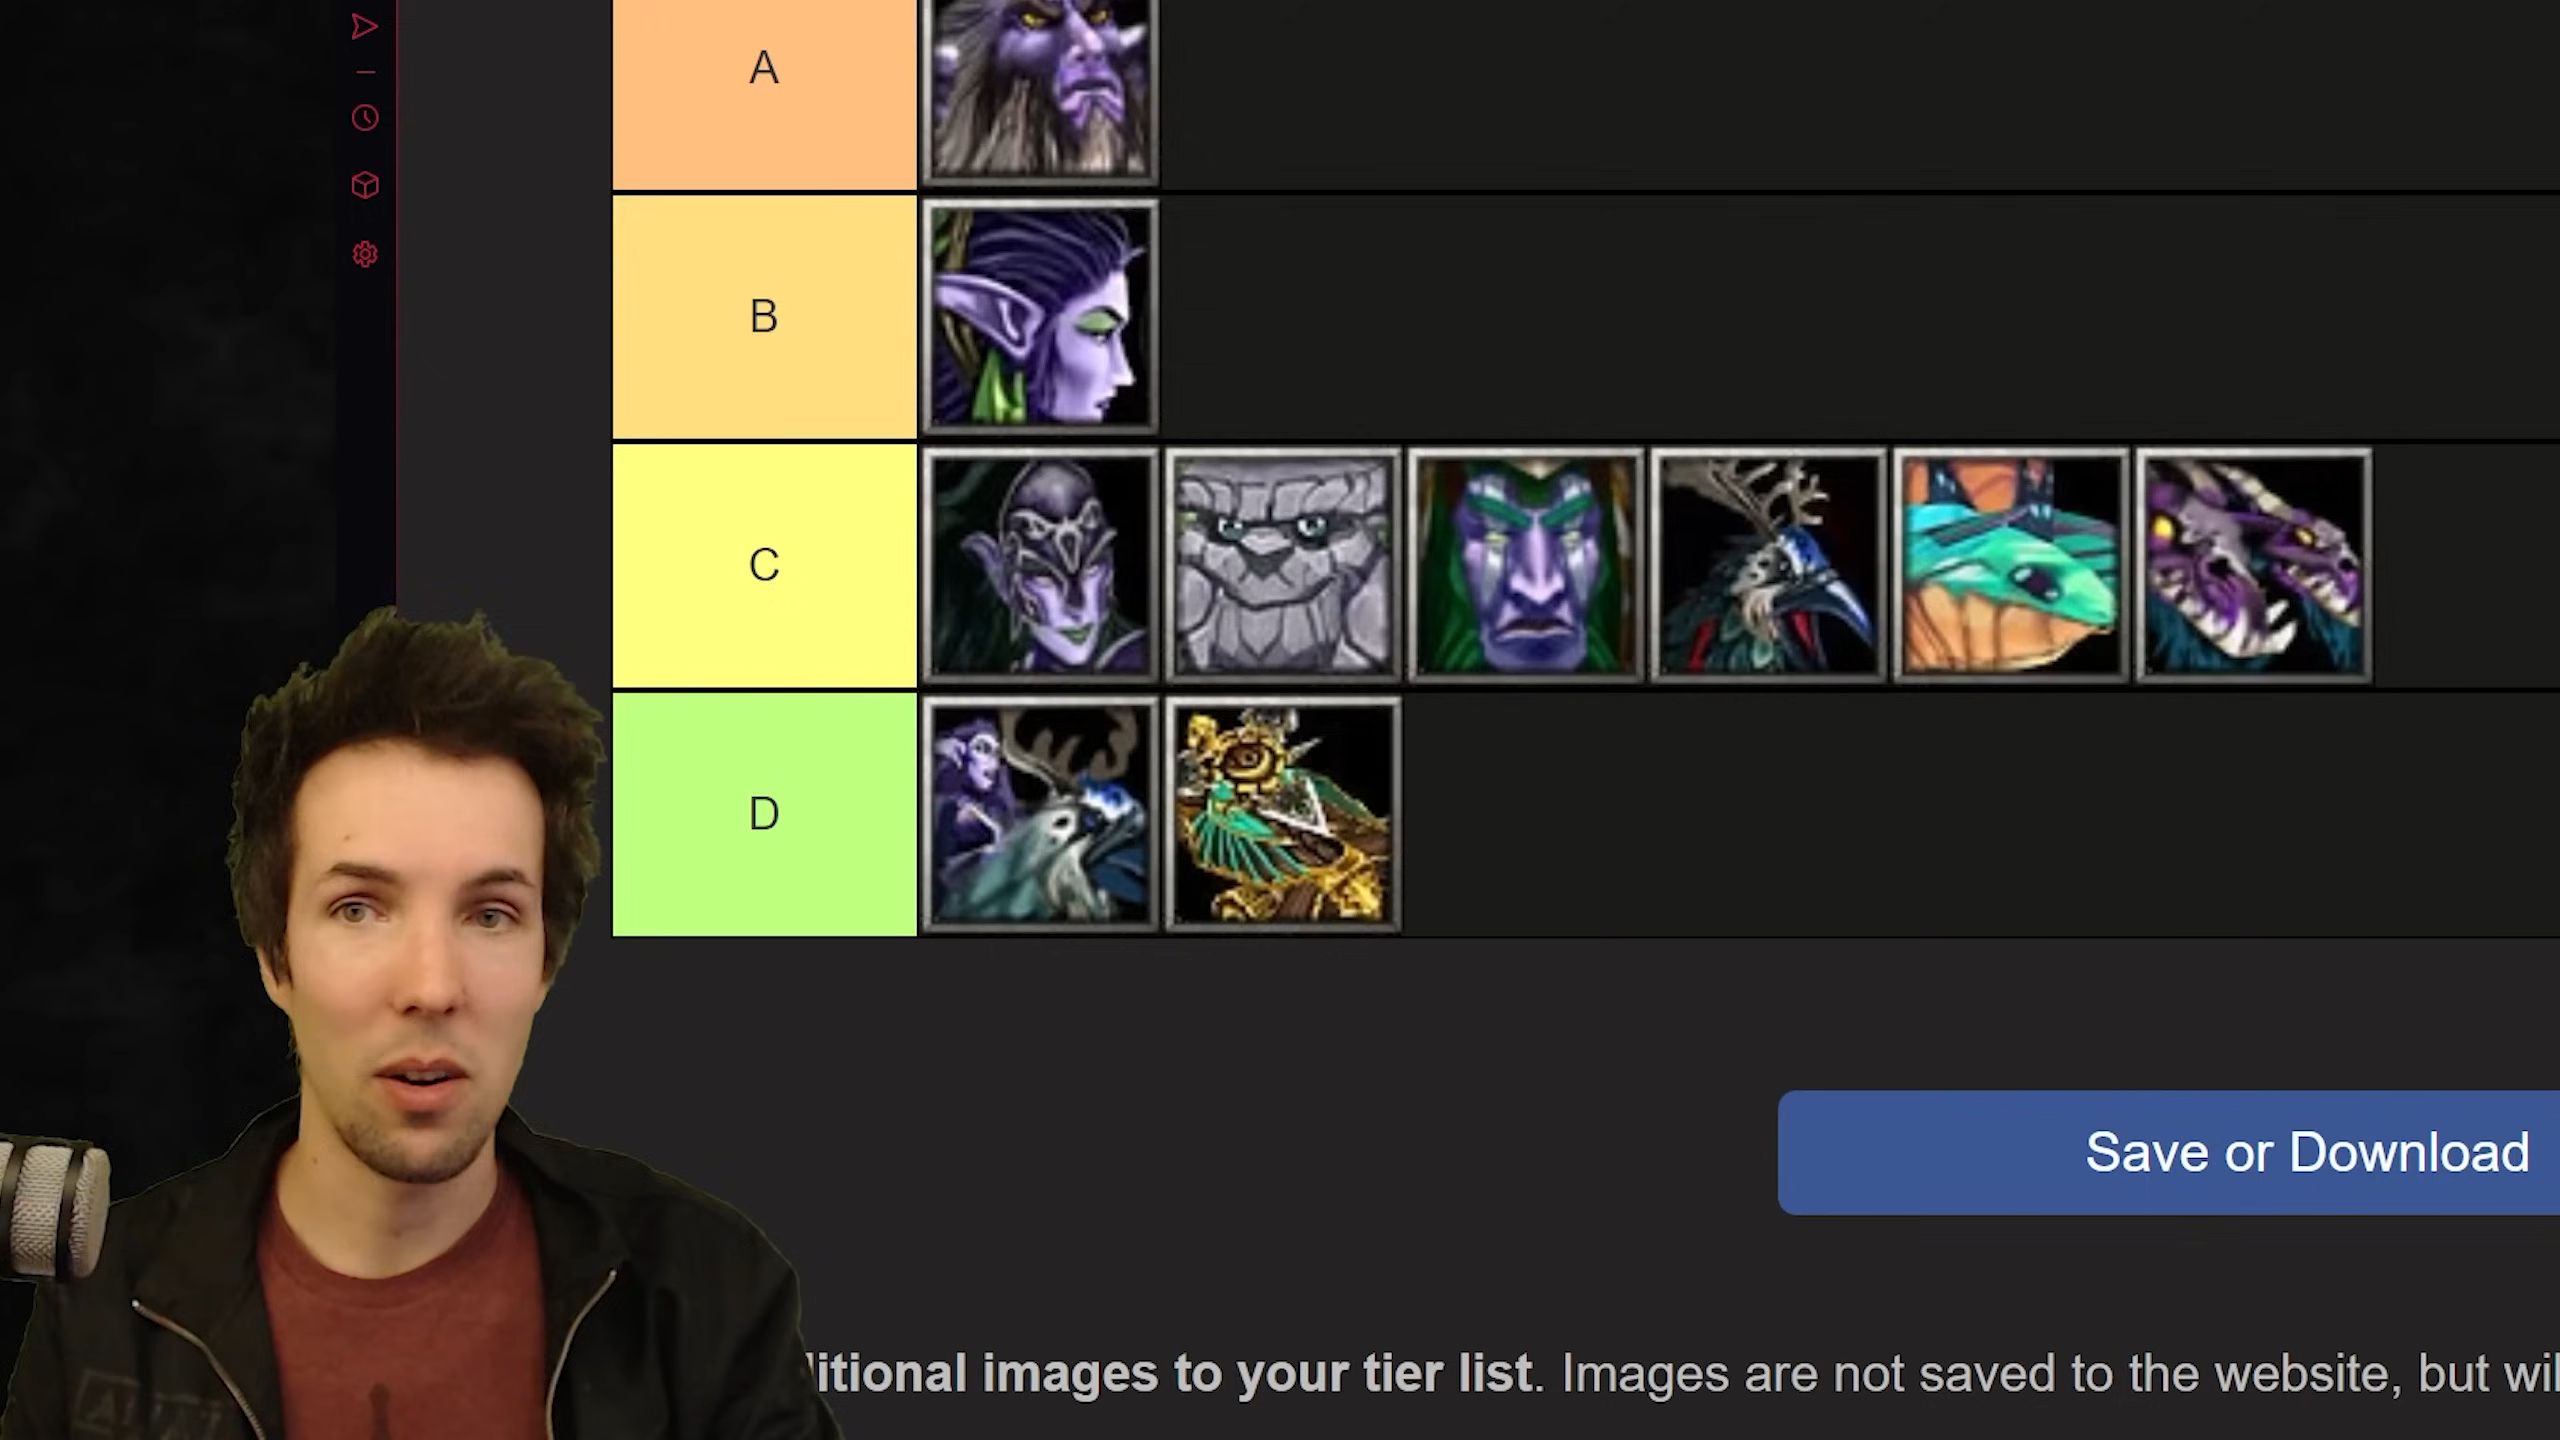 A
B
C
D
Save or Download
litional images to your tier list. Images are not saved to the website, but wil